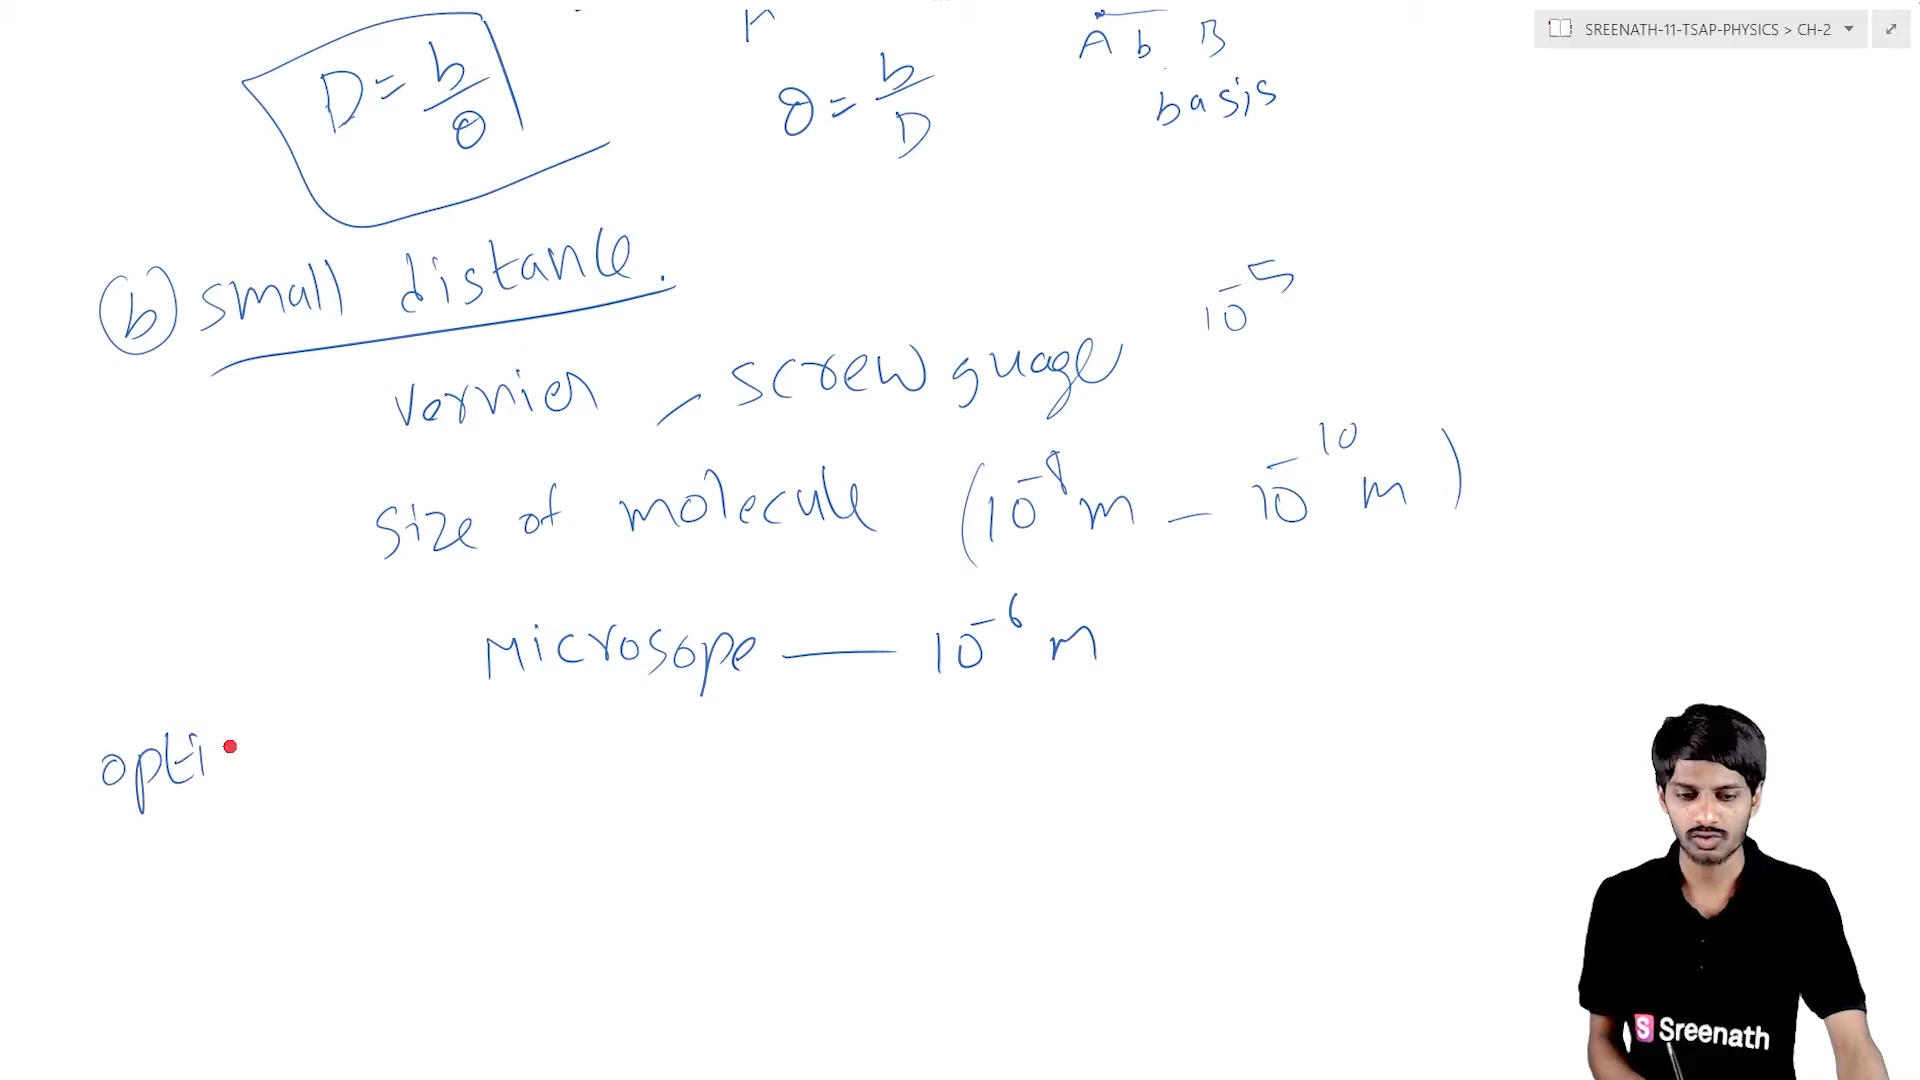 SREENATH-11-TSAP-PHYSICS > CH-2
A b B
D = b/θ
θ = b/D
basis
(b) small distance.
10⁻⁵
Vernier - screw guage
size of molecule (10⁻⁸ m - 10⁻¹⁰ m)
Microsope — 10⁻⁶ m
opti
S Sreenath